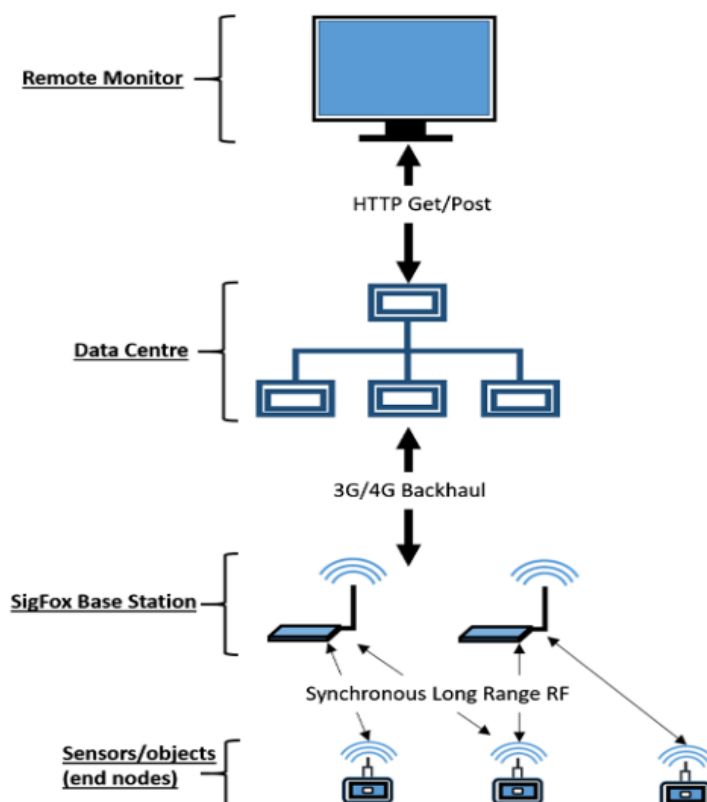 Remote Monitor
HTTP Get/Post
Data Centre
3G/4G Backhaul
SigFox Base Station
Synchronous Long Range RF
Sensors/objects
(end nodes)